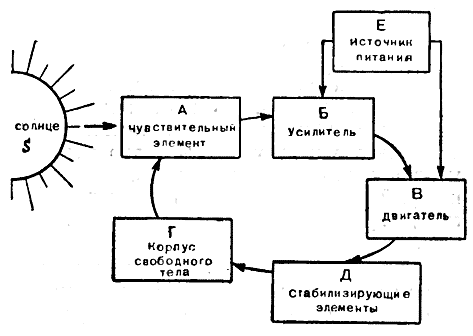 Е
Источник
питания
А
Чувствительный
элемент
Б
Усилитель
солнце
S
В
Двигатель
Г
Корпус
свободного
тела
Д
Стабилизирующие
элементы